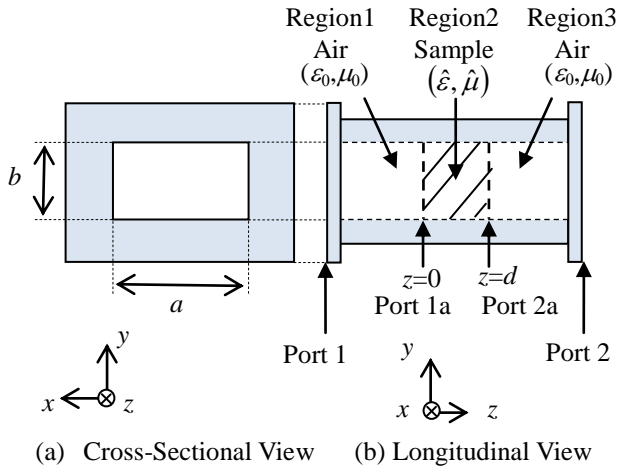 Region1 Region2 Region3
Air Sample Air
(ε₀,μ₀) (ε̂, μ̂) (ε₀,μ₀)
b
a
z=0 z=d
Port 1a Port 2a
Port 1 Port 2
y y
x z x z
(a) Cross-Sectional View (b) Longitudinal View